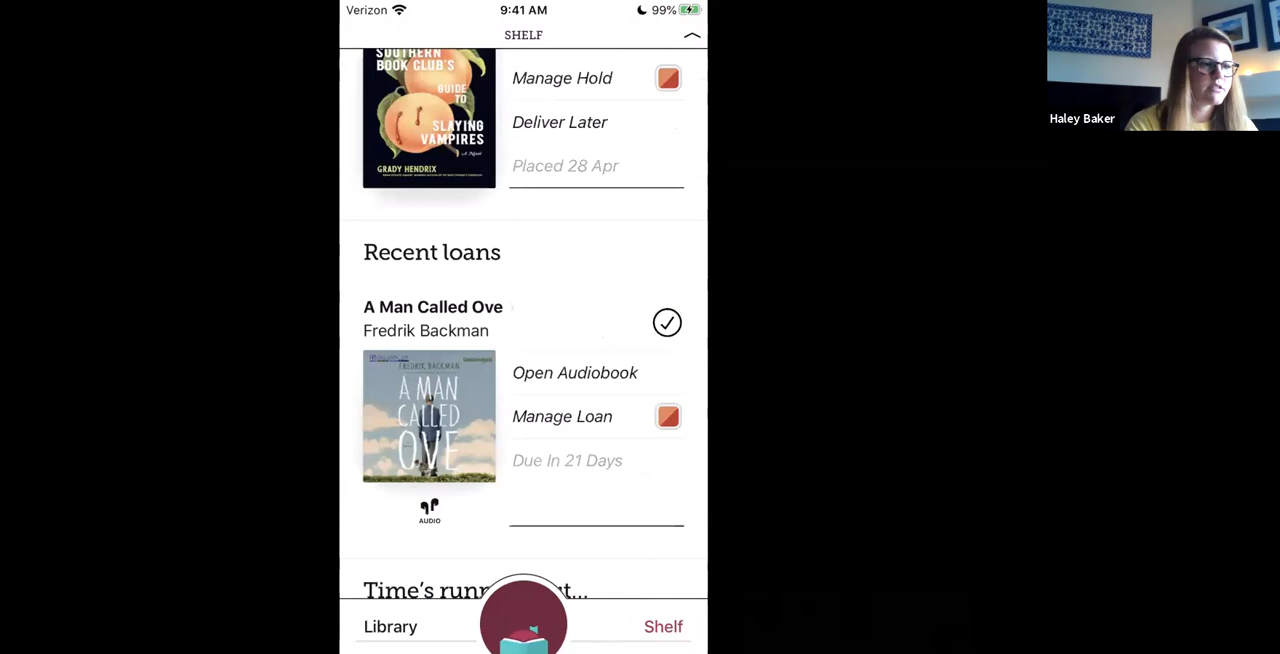 Verizon 9:41 AM 99%
SHELF
SOUTHERN
BOOK CLUB'S
GUIDE
TO
SLAYING
VAMPIRES
A Novel
GRADY HENDRIX
Manage Hold
Deliver Later
Placed 28 Apr
Recent loans
A Man Called Ove
Fredrik Backman
FREDRIK BACKMAN
A MAN
CALLED
OVE
AUDIO
Open Audiobook
Manage Loan
Due In 21 Days
Library
Shelf
Haley Baker